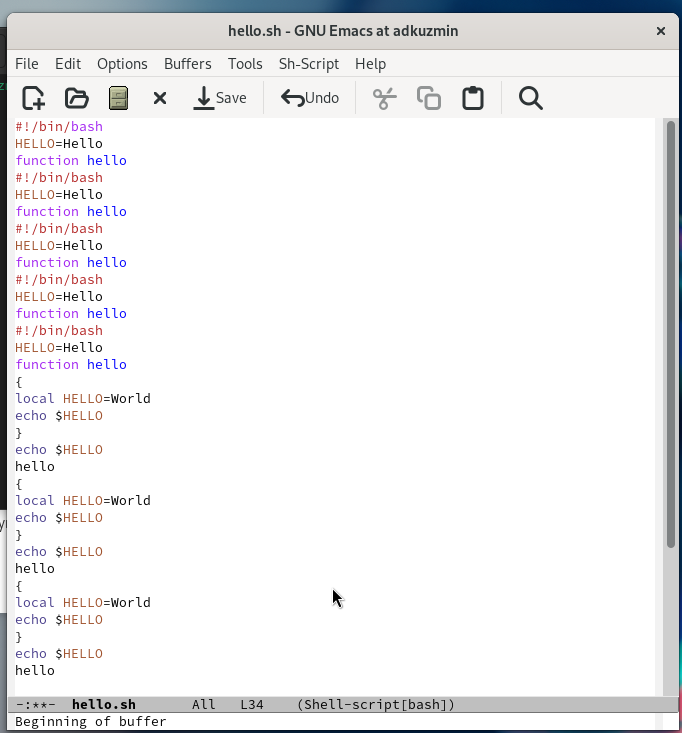 hello.sh - GNU Emacs at adkuzmin
File Edit Options Buffers Tools Sh-Script Help
Save Undo
#!/bin/bash
HELLO=Hello
function hello
#!/bin/bash
HELLO=Hello
function hello
#!/bin/bash
HELLO=Hello
function hello
#!/bin/bash
HELLO=Hello
function hello
#!/bin/bash
HELLO=Hello
function hello
{
local HELLO=World
echo $HELLO
}
echo $HELLO
hello
{
local HELLO=World
echo $HELLO
}
echo $HELLO
hello
{
local HELLO=World
echo $HELLO
}
echo $HELLO
hello
-:**- hello.sh All L34 (Shell-script[bash])
Beginning of buffer